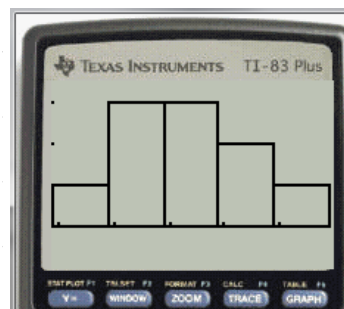 TEXAS INSTRUMENTS TI-83 Plus
STAT PLOT F1 TBLSET F2 FORMAT F3 CALC F4 TABLE F5
Y= WINDOW ZOOM TRACE GRAPH